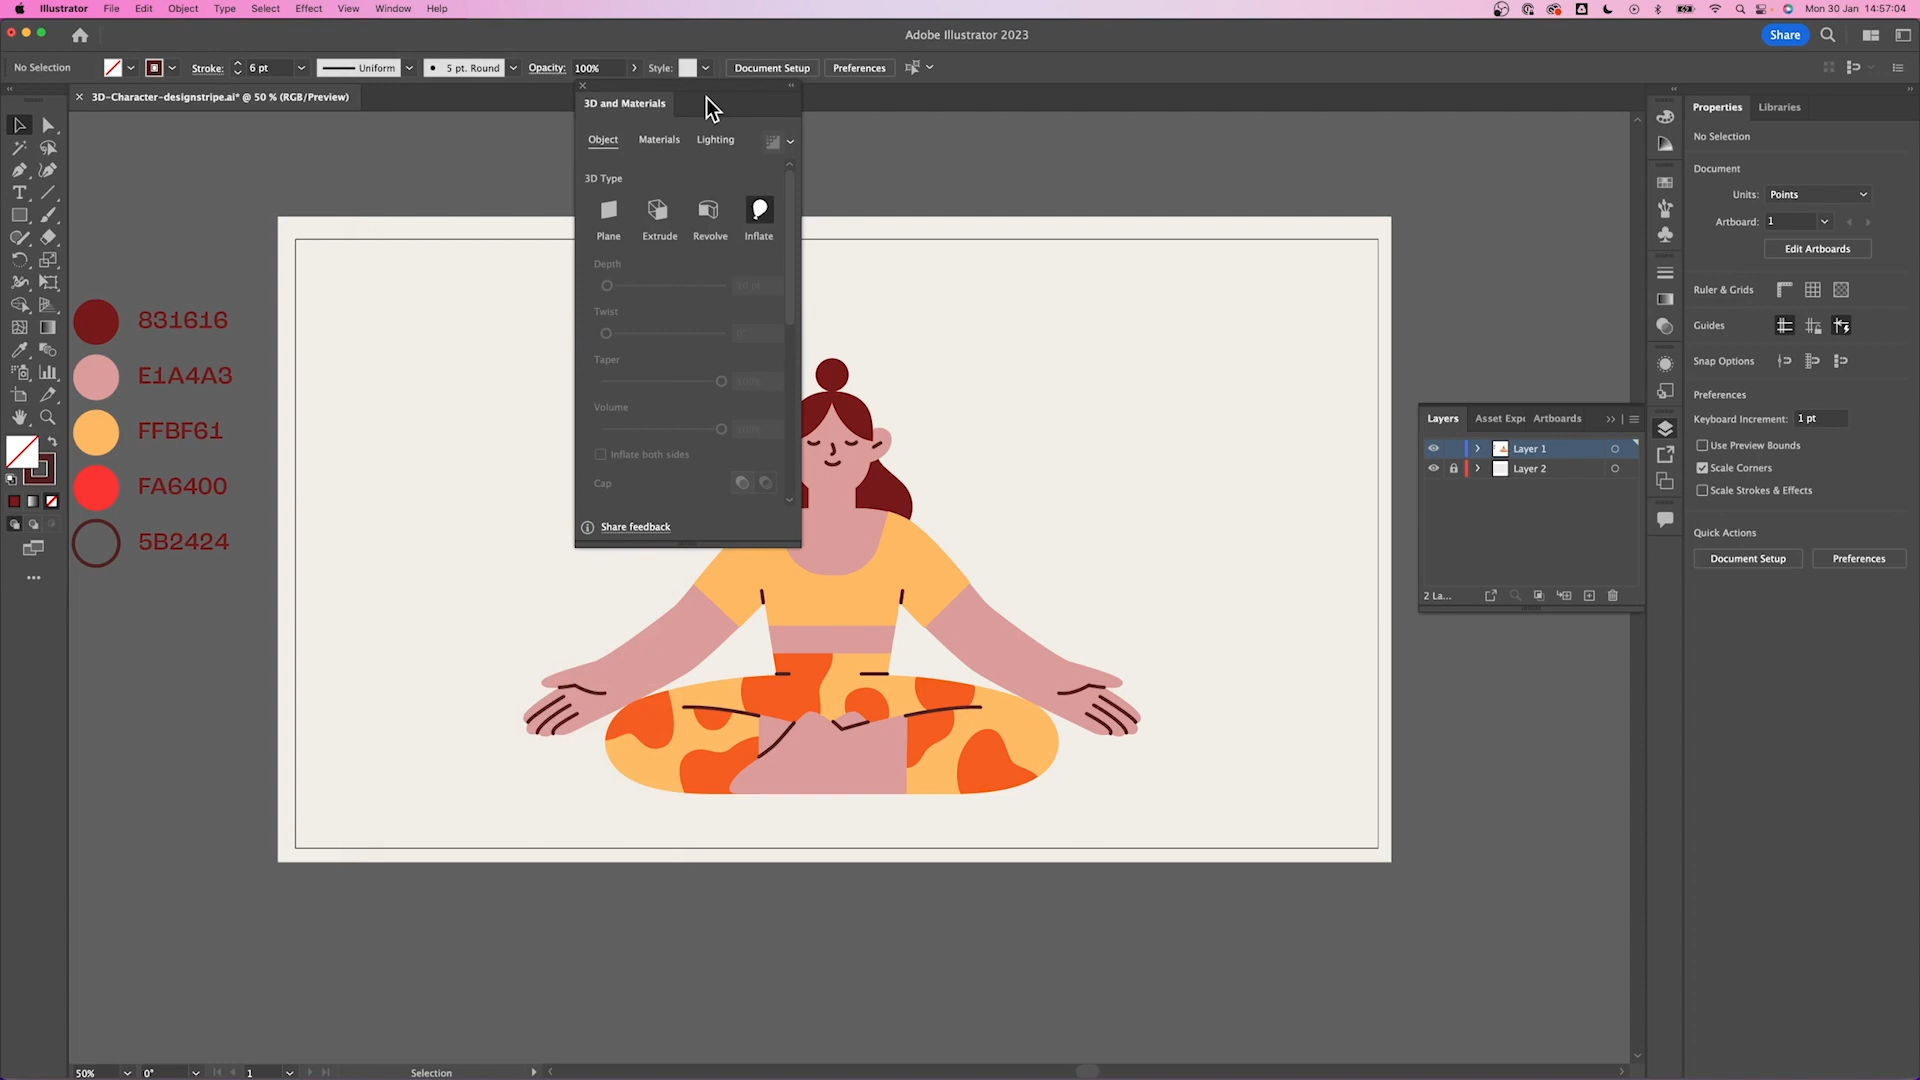 Illustrator File Edit Object Type Select Effect View Window Help Mon 30 Jan 14:57:04
Adobe Illustrator 2023 Share
No Selection Stroke: 6 pt Uniform 5 pt. Round Opacity: 100% Style: Document Setup Preferences
3D-Character-designstripe.ai* @ 50 % (RGB/Preview)
3D and Materials
Object Materials Lighting
3D Type
Plane Extrude Revolve Inflate
Depth
Twist
0°
Taper
100%
Volume
100%
Inflate both sides
Cap
Share feedback
831616
E1A4A3
FFBF61
FA6400
5B2424
Layers Asset Expo Artboards
Layer 1
Layer 2
2 La...
Properties Libraries
No Selection
Document
Units: Points
Artboard: 1
Edit Artboards
Ruler & Grids
Guides
Snap Options
Preferences
Keyboard Increment: 1 pt
Use Preview Bounds
Scale Corners
Scale Strokes & Effects
Quick Actions
Document Setup Preferences
50% 0° 1 Selection